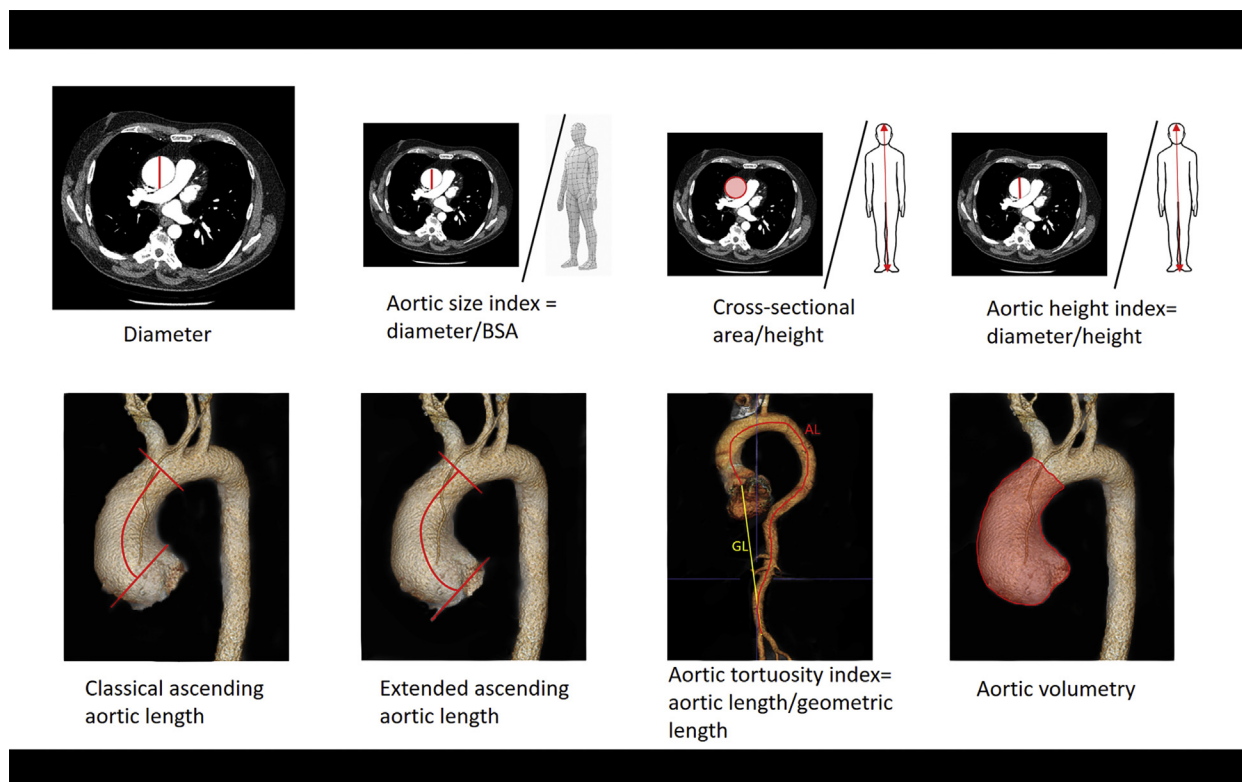 Diameter
Aortic size index =
diameter/BSA
Cross-sectional
area/height
Aortic height index=
diameter/height
AL
GL
Classical ascending
aortic length
Extended ascending
aortic length
Aortic tortuosity index=
aortic length/geometric
length
Aortic volumetry